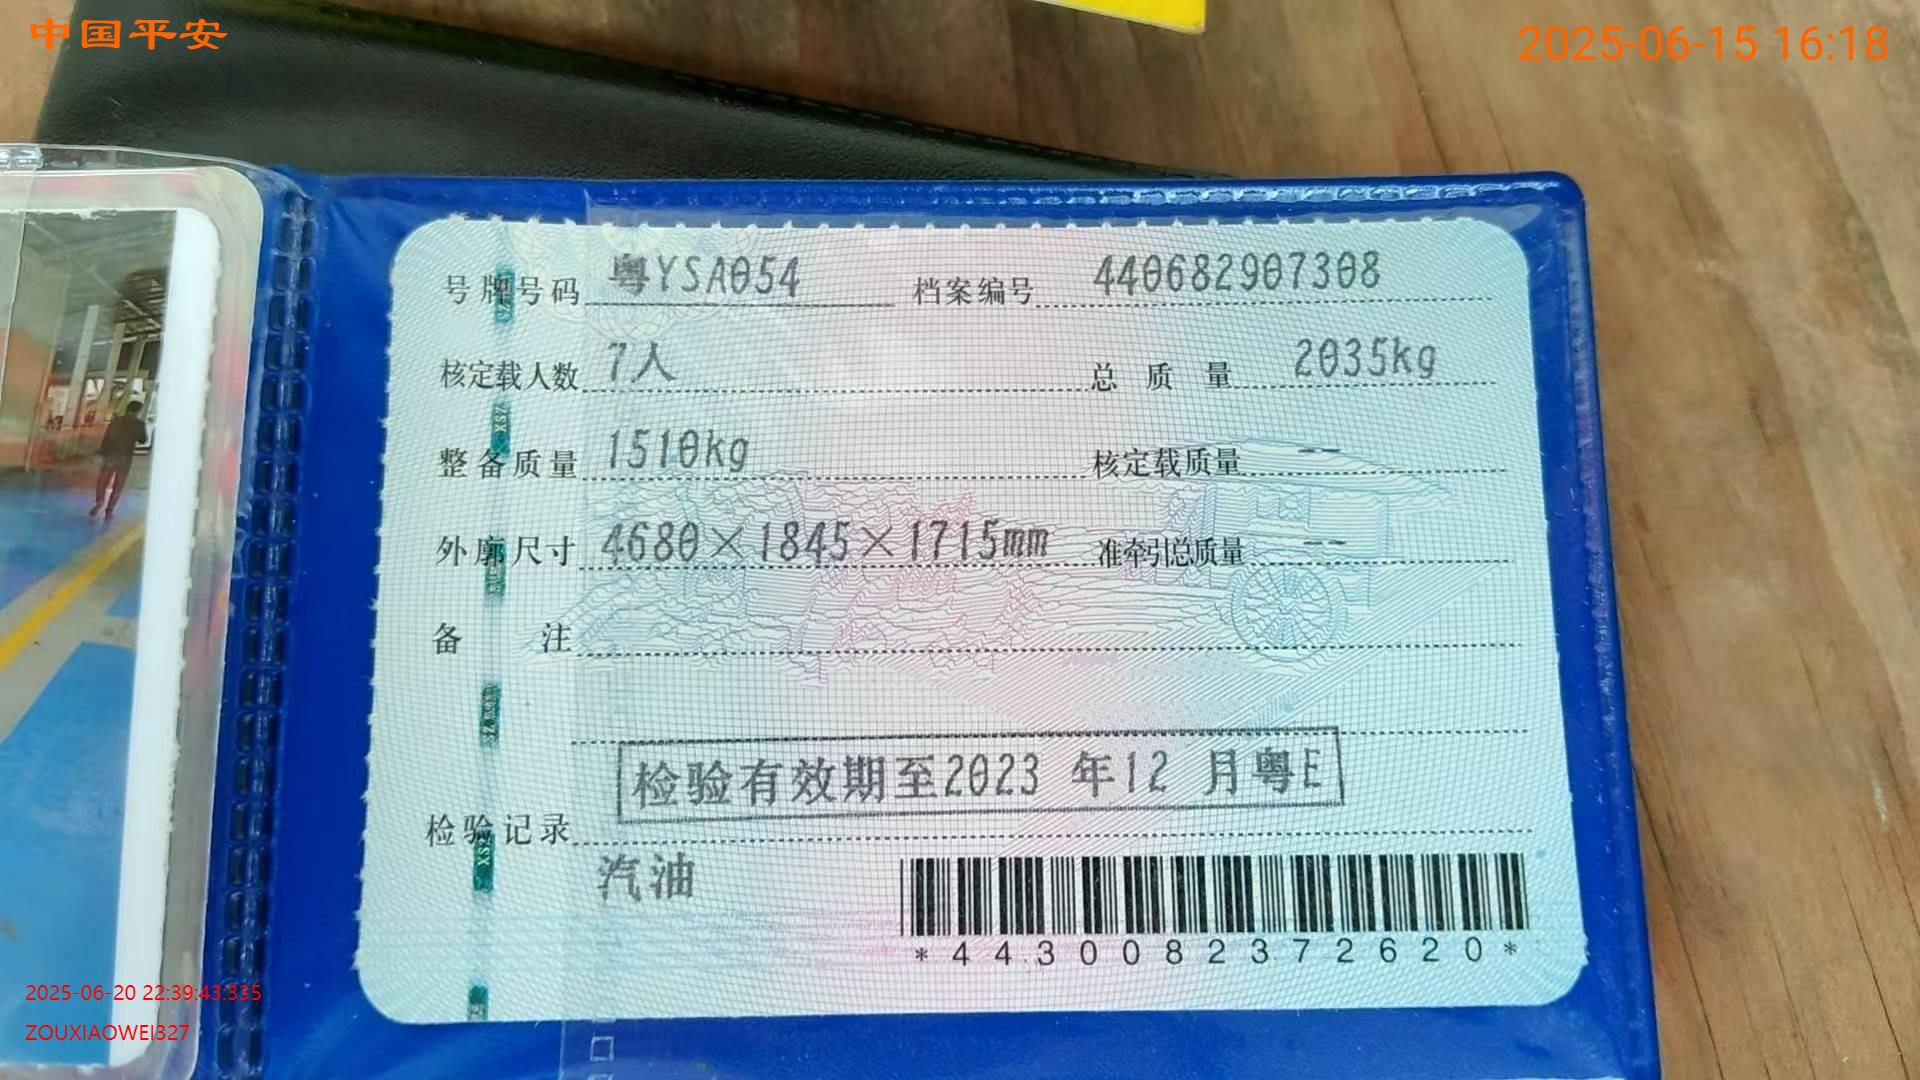 中国平安
2025-06-15 16:18
号牌号码 粤YSA054 档案编号 440682907308
核定载人数 7人 总质量 2035kg
整备质量 1510kg 核定载质量 --
外廓尺寸 4680×1845×1715mm 准牵引总质量 --
备注
检验有效期至2023 年12 月粤E
检验记录
汽油
*4430082372620*
2025-06-20 22:39:43:335
ZOUXIAOWEI327